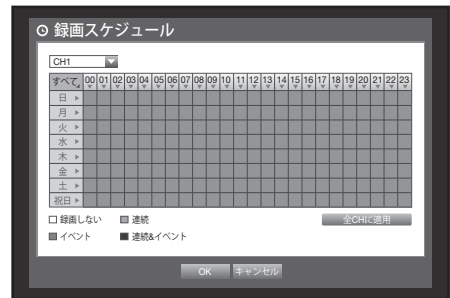 録画スケジュール
CH1
すべて 00 01 02 03 04 05 06 07 08 09 10 11 12 13 14 15 16 17 18 19 20 21 22 23
日
月
火
水
木
金
土
祝日
録画しない 連続 全CHに適用
イベント 連続&イベント
OK キャンセル